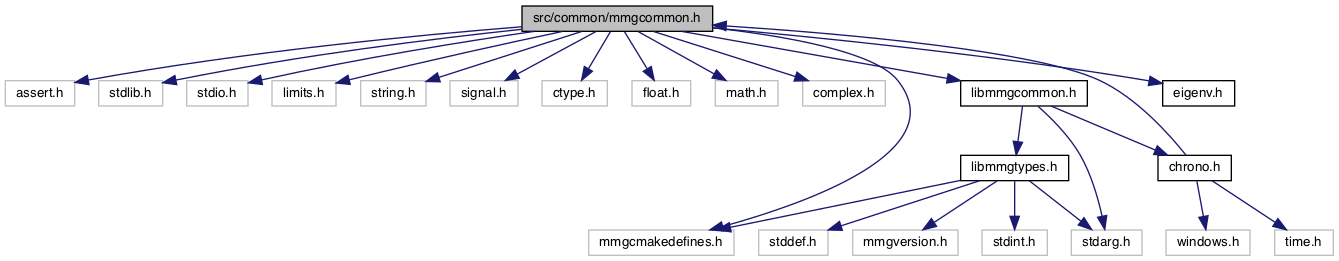 src/common/mmgcommon.h
assert.h
stdlib.h
stdio.h
limits.h
string.h
signal.h
ctype.h
float.h
math.h
complex.h
libmmgcommon.h
eigenv.h
libmmgtypes.h
chrono.h
mmgcmakedefines.h
stddef.h
mmgversion.h
stdint.h
stdarg.h
windows.h
time.h